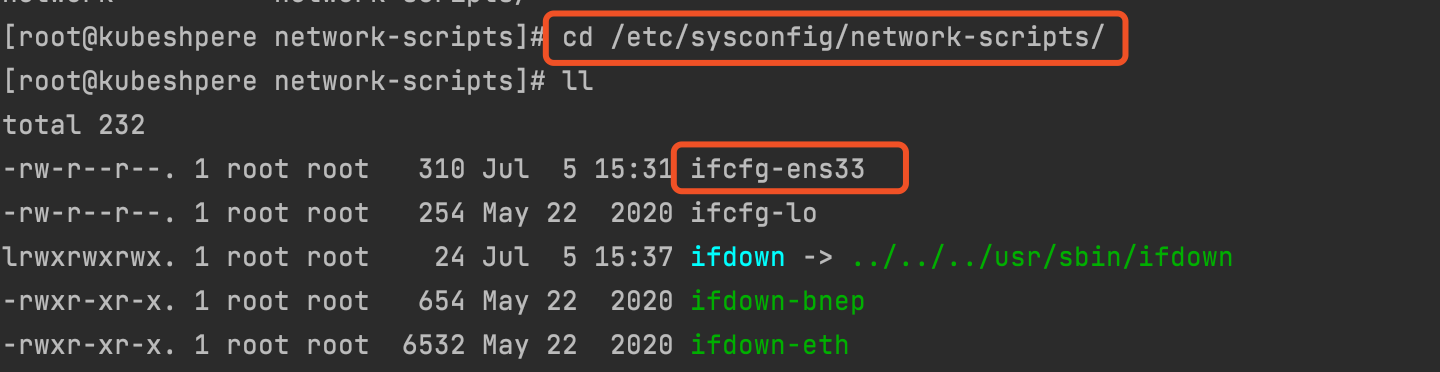 network network-scripts/
[root@kubeshpere network-scripts]# cd /etc/sysconfig/network-scripts/
[root@kubeshpere network-scripts]# ll
total 232
-rw-r--r--. 1 root root   310 Jul  5 15:31 ifcfg-ens33
-rw-r--r--. 1 root root   254 May 22  2020 ifcfg-lo
lrwxrwxrwx. 1 root root    24 Jul  5 15:37 ifdown -> ../../../usr/sbin/ifdown
-rwxr-xr-x. 1 root root   654 May 22  2020 ifdown-bnep
-rwxr-xr-x. 1 root root  6532 May 22  2020 ifdown-eth